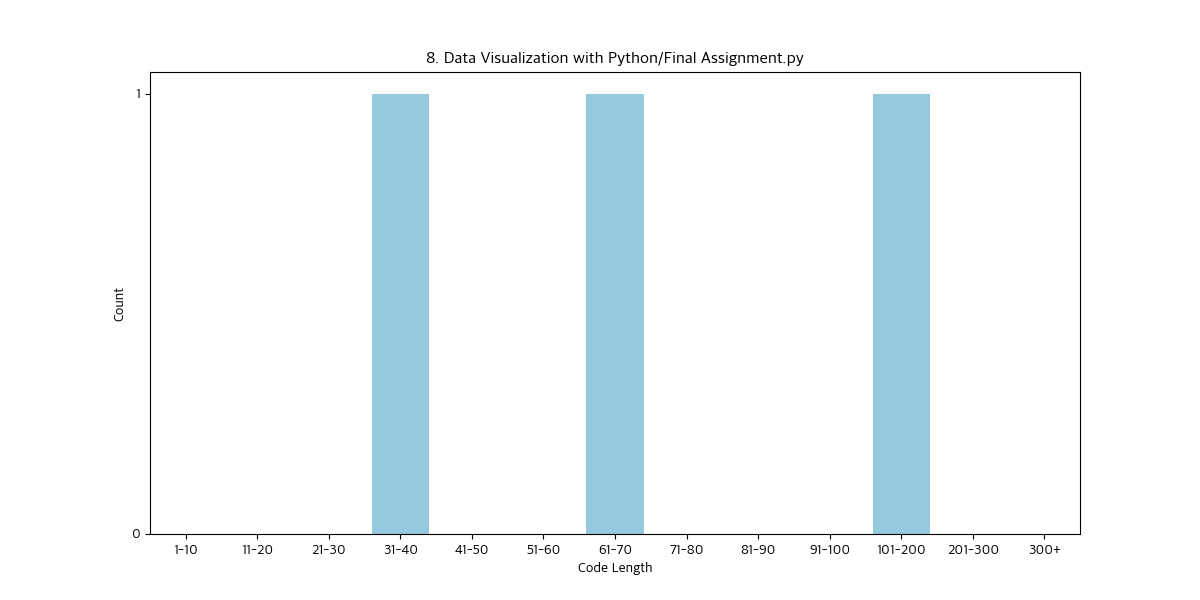 8. Data Visualization with Python/Final Assignment.py
1
Count
0
1-10 11-20 21-30 31-40 41-50 51-60 61-70 71-80 81-90 91-100 101-200 201-300 300+
Code Length